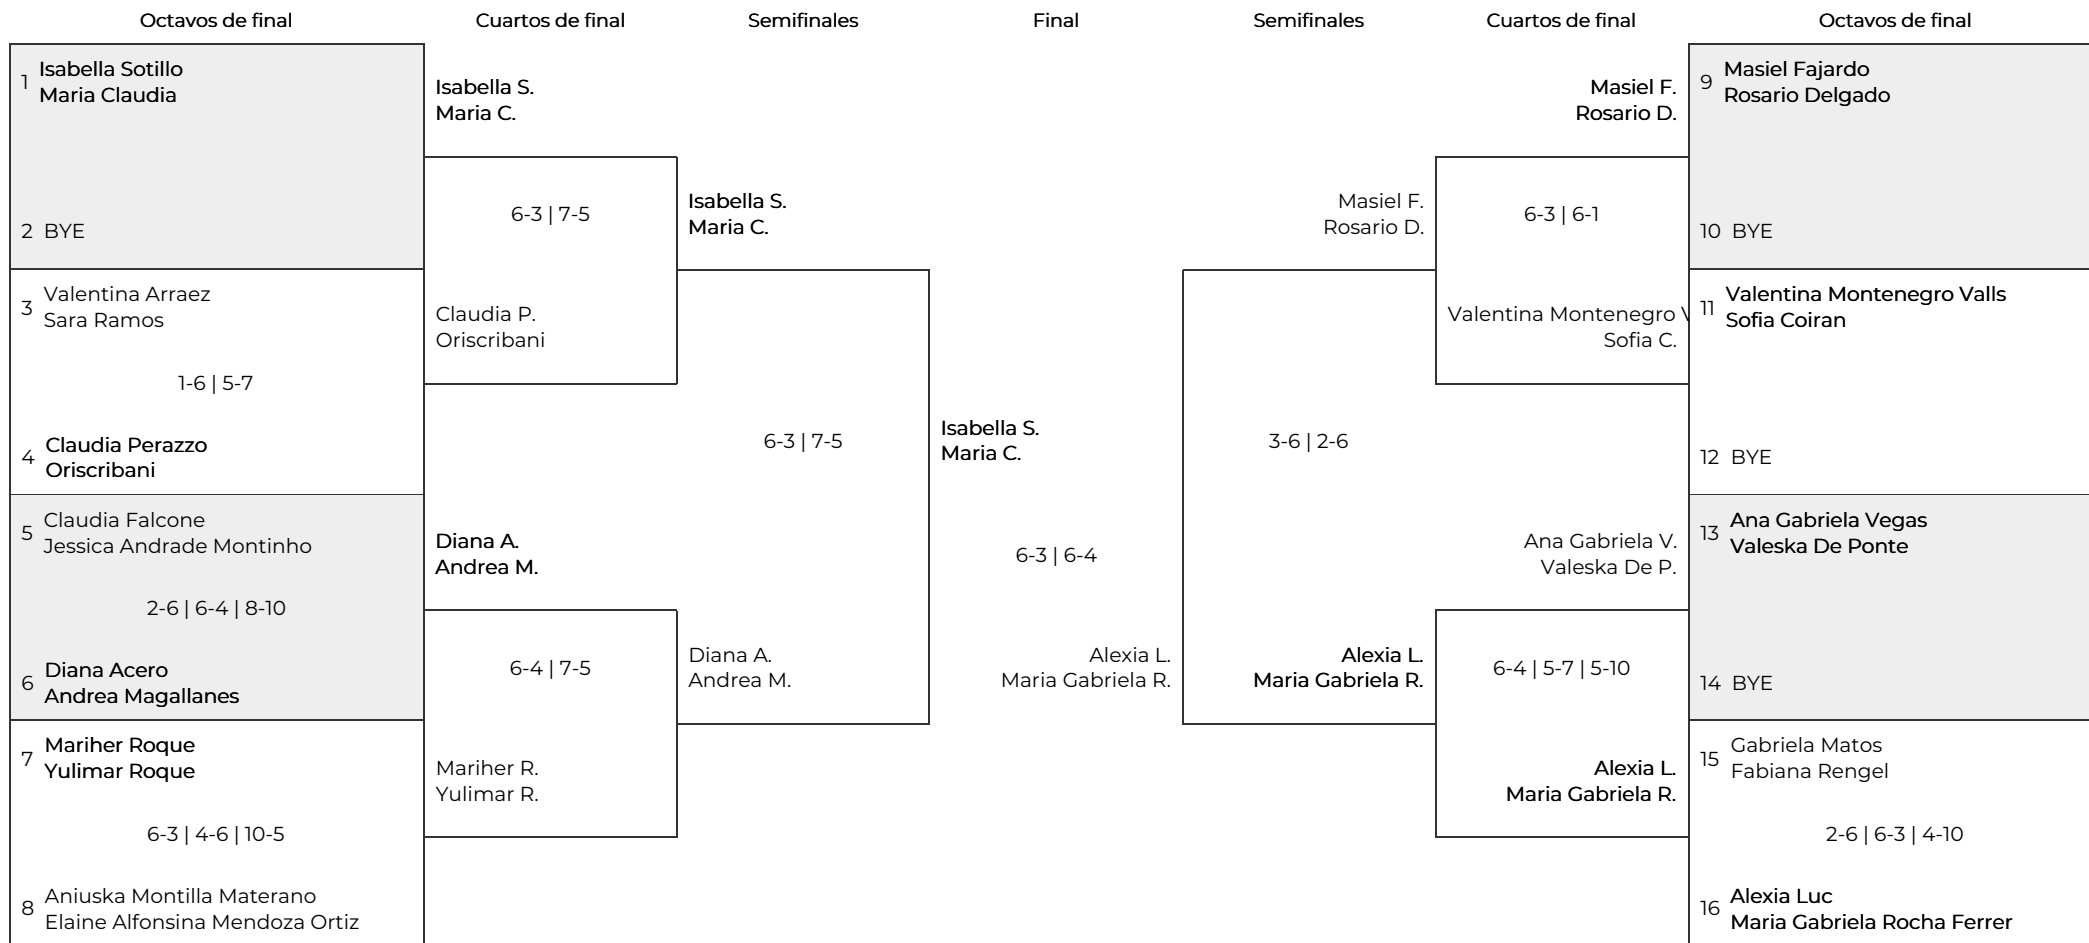 Octavos de final
Cuartos de final
Semifinales
Final
Semifinales
Cuartos de final
Octavos de final
1
Isabella Sotillo
Maria Claudia
2 BYE
3
Valentina Arraez
Sara Ramos
1-6 | 5-7
4
Claudia Perazzo
Oriscribani
5
Claudia Falcone
Jessica Andrade Montinho
2-6 | 6-4 | 8-10
6
Diana Acero
Andrea Magallanes
7
Mariher Roque
Yulimar Roque
6-3 | 4-6 | 10-5
8
Aniuska Montilla Materano
Elaine Alfonsina Mendoza Ortiz
Isabella S.
Maria C.
6-3 | 7-5
Claudia P.
Oriscribani
Diana A.
Andrea M.
6-4 | 7-5
Mariher R.
Yulimar R.
Isabella S.
Maria C.
6-3 | 7-5
Diana A.
Andrea M.
Isabella S.
Maria C.
6-3 | 6-4
Alexia L.
Maria Gabriela R.
Masiel F.
Rosario D.
3-6 | 2-6
Alexia L.
Maria Gabriela R.
Masiel F.
Rosario D.
6-3 | 6-1
Valentina Montenegro
Sofia C.
Ana Gabriela V.
Valeska De P.
6-4 | 5-7 | 5-10
Alexia L.
Maria Gabriela R.
9
Masiel Fajardo
Rosario Delgado
10 BYE
11
Valentina Montenegro Valls
Sofia Coiran
12 BYE
13
Ana Gabriela Vegas
Valeska De Ponte
14 BYE
15
Gabriela Matos
Fabiana Rengel
2-6 | 6-3 | 4-10
16
Alexia Luc
Maria Gabriela Rocha Ferrer